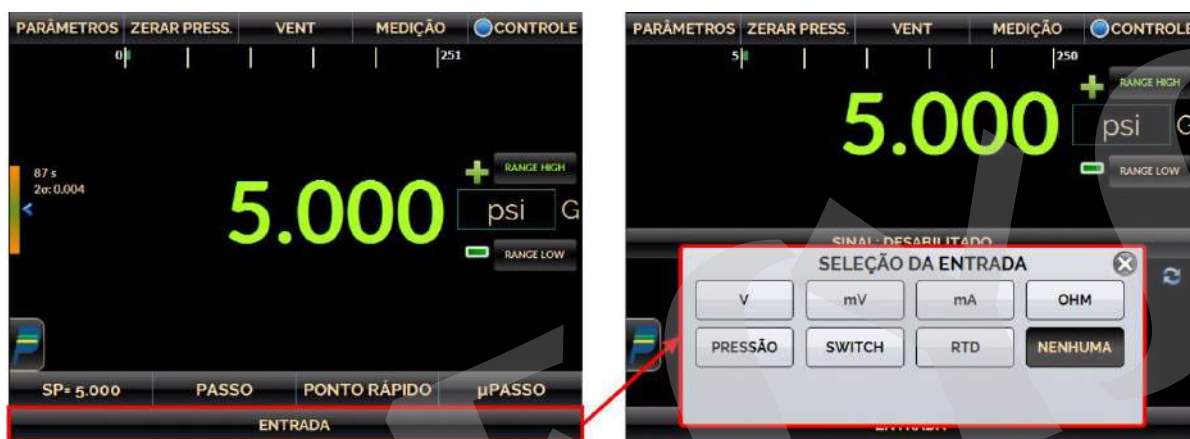 PARÂMETROS ZERAR PRESS. VENT MEDIÇÃO CONTROLE
0 251
87 s
2σ: 0.004
5.000
RANGE HIGH
psi G
RANGE LOW
SP= 5.000 PASSO PONTO RÁPIDO µPASSO
ENTRADA
PARÂMETROS ZERAR PRESS. VENT MEDIÇÃO CONTROLE
5 250
5.000
RANGE HIGH
psi G
RANGE LOW
SINAL: DESABILITADO
SELEÇÃO DA ENTRADA
V mV mA OHM
PRESSÃO SWITCH RTD NENHUMA
ENTRADA